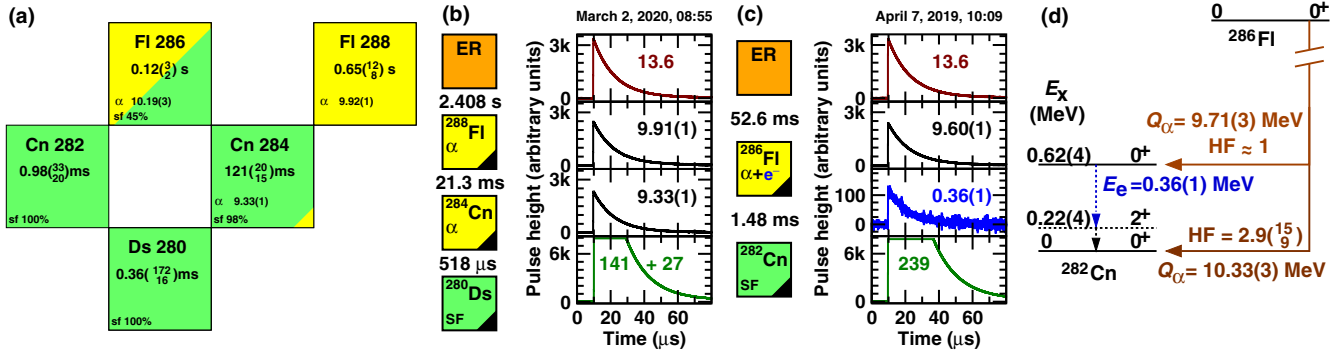 (a)
Fl 286
0.12(3/2) s
α 10.19(3)
sf 45%
Fl 288
0.65(12/8) s
α 9.92(1)
Cn 282
0.98(33/20)ms
sf 100%
Cn 284
121(20/15)ms
α 9.33(1)
sf 98%
Ds 280
0.36(172/16)ms
sf 100%
(b)
March 2, 2020, 08:55
ER
2.408 s
288Fl
α
21.3 ms
284Cn
α
518 μs
280Ds
SF
Pulse height (arbitrary units)
3k
0
13.6
3k
0
9.91(1)
3k
0
9.33(1)
6k
0
141 + 27
0 20 40 60 80
Time (μs)
(c)
April 7, 2019, 10:09
ER
52.6 ms
286Fl
α+e−
1.48 ms
282Cn
SF
Pulse height (arbitrary units)
3k
0
13.6
3k
0
9.60(1)
100
0
0.36(1)
6k
0
239
0 20 40 60 80
Time (μs)
(d)
0 0+
286Fl
Ex
(MeV)
Qα= 9.71(3) MeV
HF ≈ 1
0.62(4) 0+
Ee=0.36(1) MeV
0.22(4) 2+
HF = 2.9(15/9)
0 0+
282Cn
Qα= 10.33(3) MeV